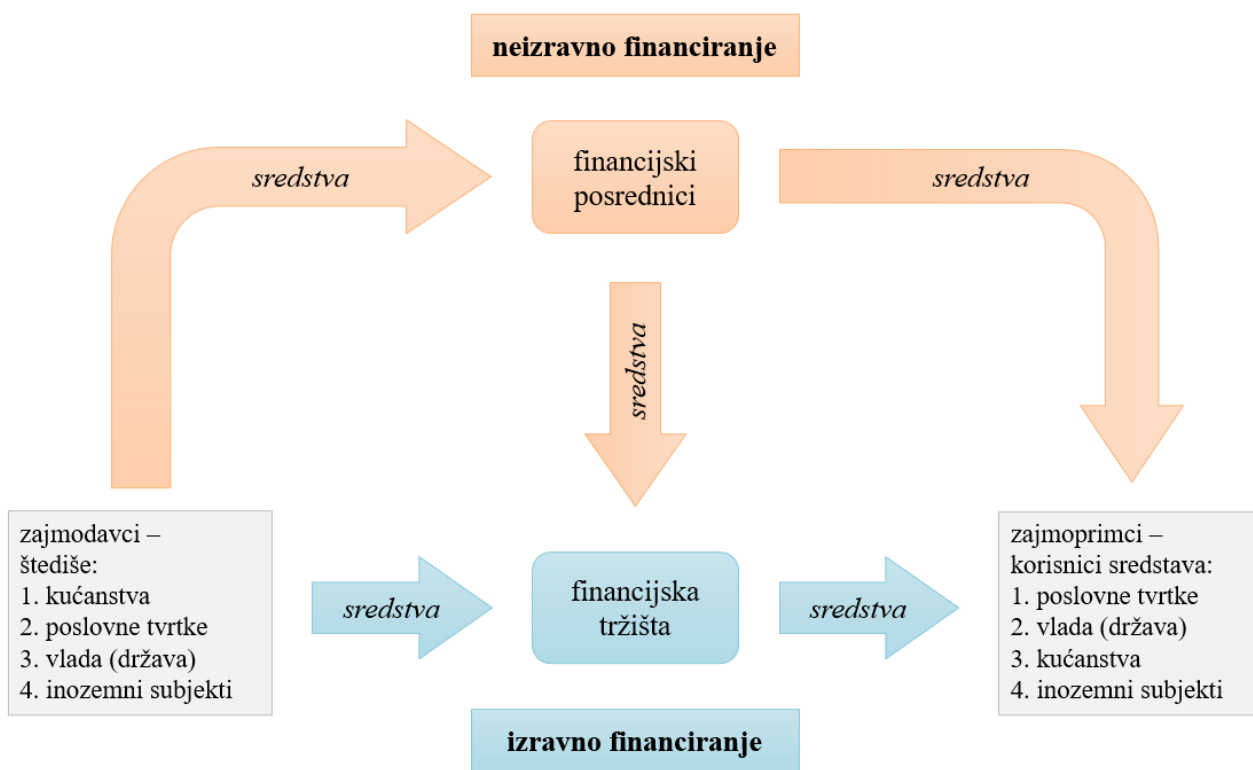 neizravno financiranje
sredstva
financijski
posrednici
sredstva
sredstva
zajmodavci –
štediše:
1. kućanstva
2. poslovne tvrtke
3. vlada (država)
4. inozemni subjekti
sredstva
financijska
tržišta
sredstva
zajmoprimci –
korisnici sredstava:
1. poslovne tvrtke
2. vlada (država)
3. kućanstva
4. inozemni subjekti
izravno financiranje